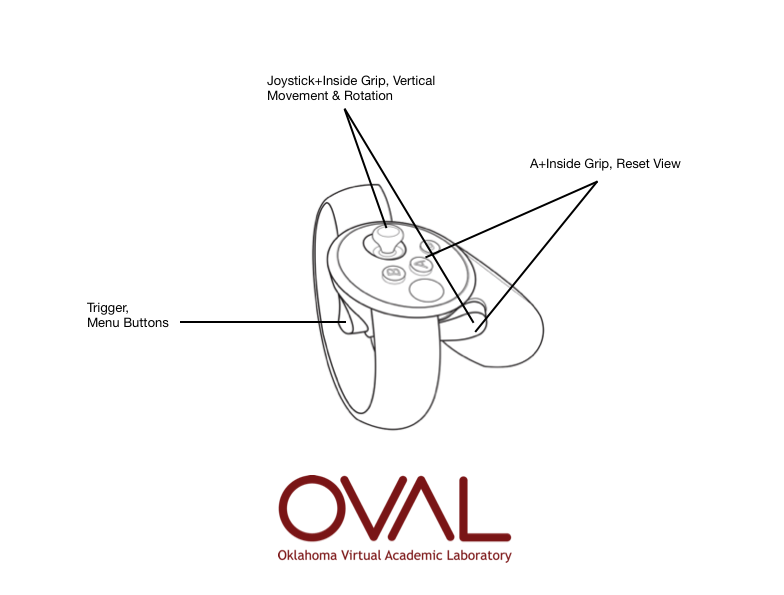 Joystick+Inside Grip, Vertical
Movement & Rotation
A+Inside Grip, Reset View
A
B
Trigger,
Menu Buttons
OVAL
Oklahoma Virtual Academic Laboratory